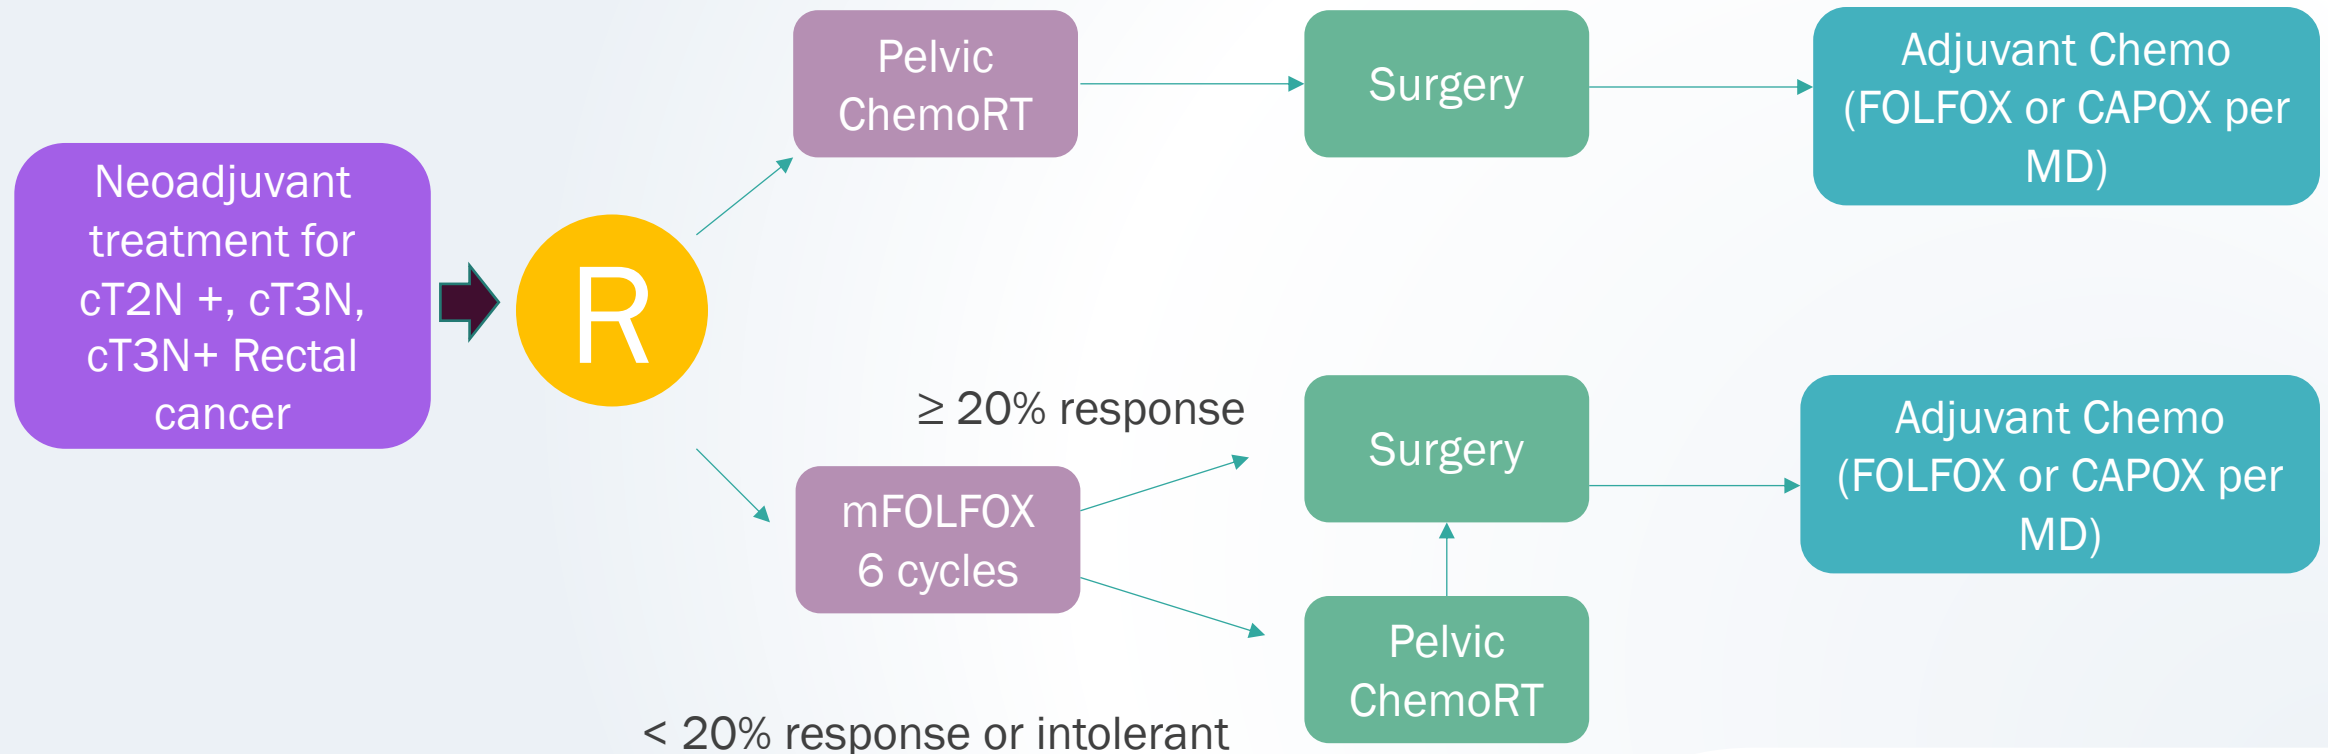 Neoadjuvant
treatment for
cT2N +, cT3N,
cT3N+ Rectal
cancer
R
Pelvic
ChemoRT
Surgery
Adjuvant Chemo
(FOLFOX or CAPOX per
MD)
≥ 20% response
mFOLFOX
6 cycles
Surgery
Adjuvant Chemo
(FOLFOX or CAPOX per
MD)
Pelvic
ChemoRT
< 20% response or intolerant